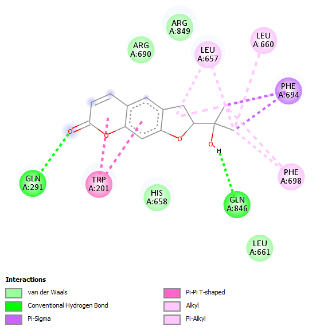 ARG
A:849
ARG
A:690
LEU
A:657
LEU
A:660
PHE
A:694
O
O
O
O
H
GLN
A:291
TRP
A:201
HIS
A:658
GLN
A:846
PHE
A:698
LEU
A:661
Interactions
van der Waals
Conventional Hydrogen Bond
Pi-Sigma
Pi-Pi T-shaped
Alkyl
Pi-Alkyl